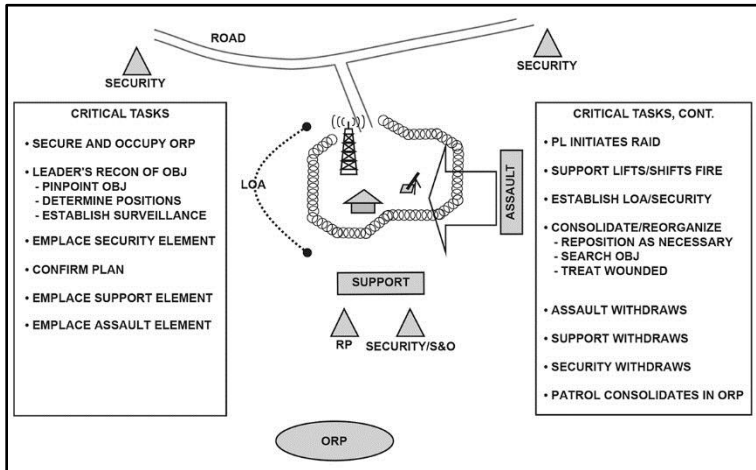 ROAD
SECURITY
SECURITY
CRITICAL TASKS
• SECURE AND OCCUPY ORP
• LEADER'S RECON OF OBJ
- PINPOINT OBJ
- DETERMINE POSITIONS
- ESTABLISH SURVEILLANCE
• EMPLACE SECURITY ELEMENT
• CONFIRM PLAN
• EMPLACE SUPPORT ELEMENT
• EMPLACE ASSAULT ELEMENT
LOA
ASSAULT
SUPPORT
RP
SECURITY/S&O
ORP
CRITICAL TASKS, CONT.
• PL INITIATES RAID
• SUPPORT LIFTS/SHIFTS FIRE
• ESTABLISH LOA/SECURITY
• CONSOLIDATE/REORGANIZE
- REPOSITION AS NECESSARY
- SEARCH OBJ
- TREAT WOUNDED
• ASSAULT WITHDRAWS
• SUPPORT WITHDRAWS
• SECURITY WITHDRAWS
• PATROL CONSOLIDATES IN ORP